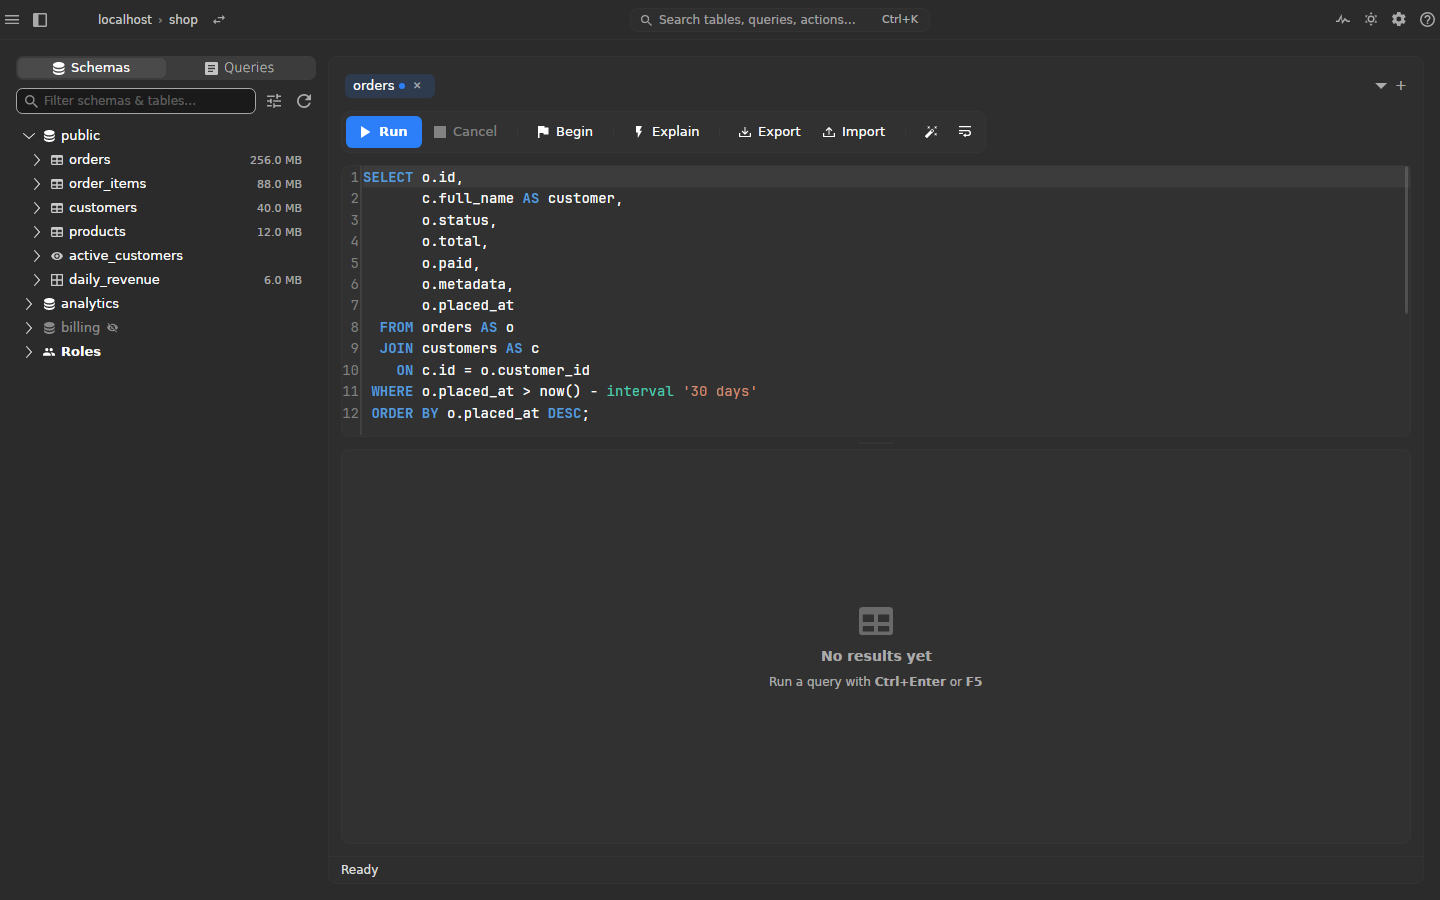 localhost › shop
Search tables, queries, actions... Ctrl+K
Schemas
Queries
Filter schemas & tables...
public
orders 256.0 MB
order_items 88.0 MB
customers 40.0 MB
products 12.0 MB
active_customers
daily_revenue 6.0 MB
analytics
billing
Roles
orders
Run
Cancel
Begin
Explain
Export
Import
1 SELECT o.id,
2 c.full_name AS customer,
3 o.status,
4 o.total,
5 o.paid,
6 o.metadata,
7 o.placed_at
8 FROM orders AS o
9 JOIN customers AS c
10 ON c.id = o.customer_id
11 WHERE o.placed_at > now() - interval '30 days'
12 ORDER BY o.placed_at DESC;
No results yet
Run a query with Ctrl+Enter or F5
Ready